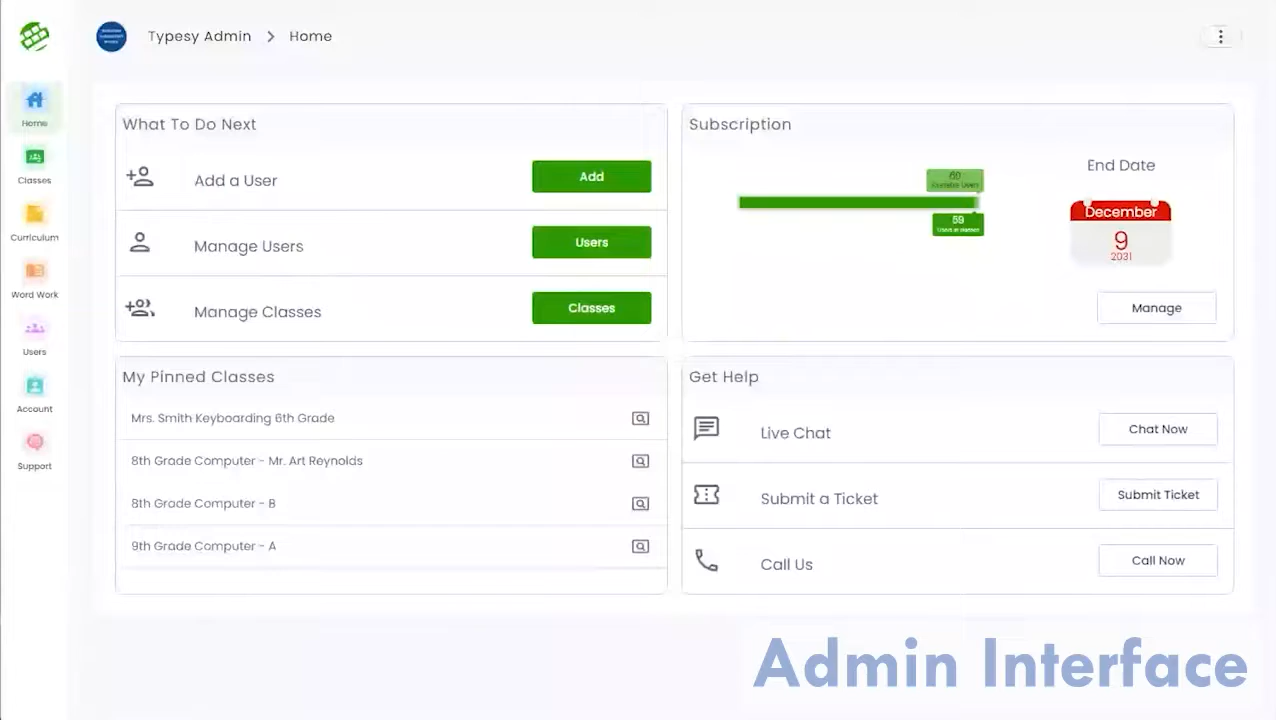 Typesy Admin > Home
Home
Classes
Curriculum
Word Work
Users
Account
Support
What To Do Next
Add a User
Add
Manage Users
Users
Manage Classes
Classes
Subscription
60
59
End Date
December
9
2031
Manage
My Pinned Classes
Mrs. Smith Keyboarding 6th Grade
8th Grade Computer - Mr. Art Reynolds
8th Grade Computer - B
9th Grade Computer - A
Get Help
Live Chat
Chat Now
Submit a Ticket
Submit Ticket
Call Us
Call Now
Admin Interface